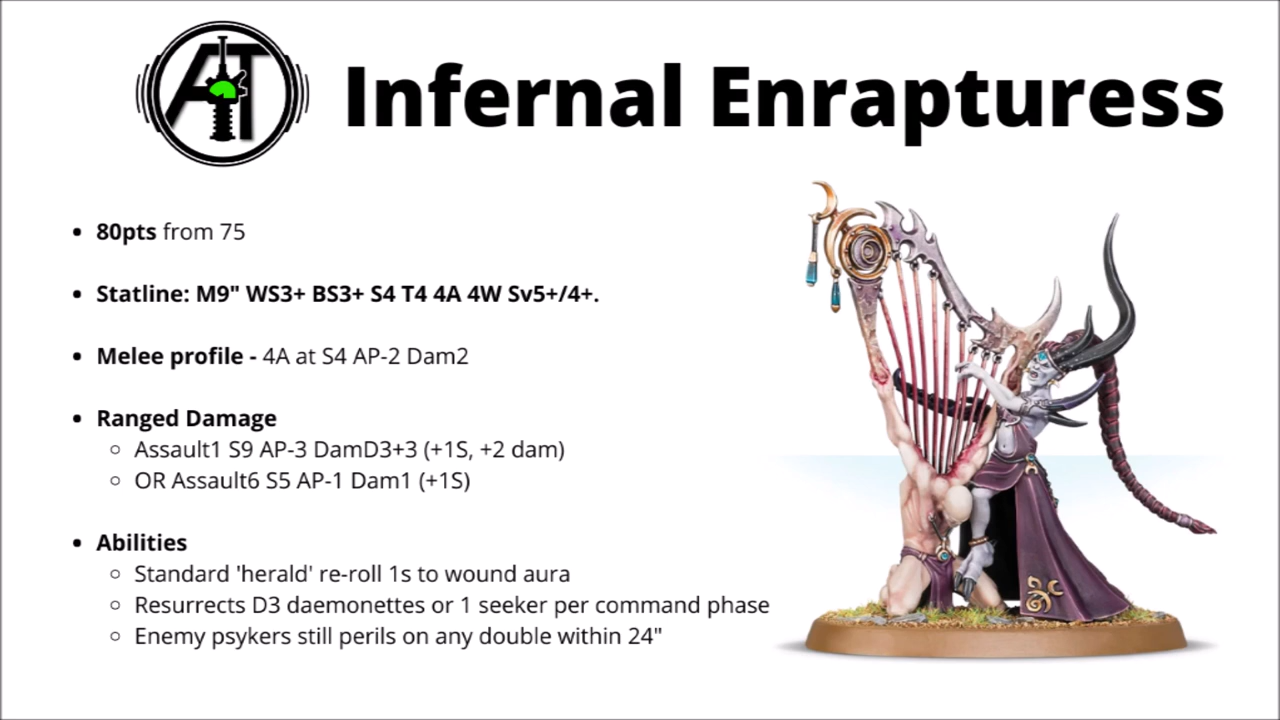 AT
Infernal Enrapturess
• 80pts from 75
• Statline: M9" WS3+ BS3+ S4 T4 4A 4W Sv5+/4+.
• Melee profile - 4A at S4 AP-2 Dam2
• Ranged Damage
○ Assault1 S9 AP-3 DamD3+3 (+1S, +2 dam)
○ OR Assault6 S5 AP-1 Dam1 (+1S)
• Abilities
○ Standard 'herald' re-roll 1s to wound aura
○ Resurrects D3 daemonettes or 1 seeker per command phase
○ Enemy psykers still perils on any double within 24"